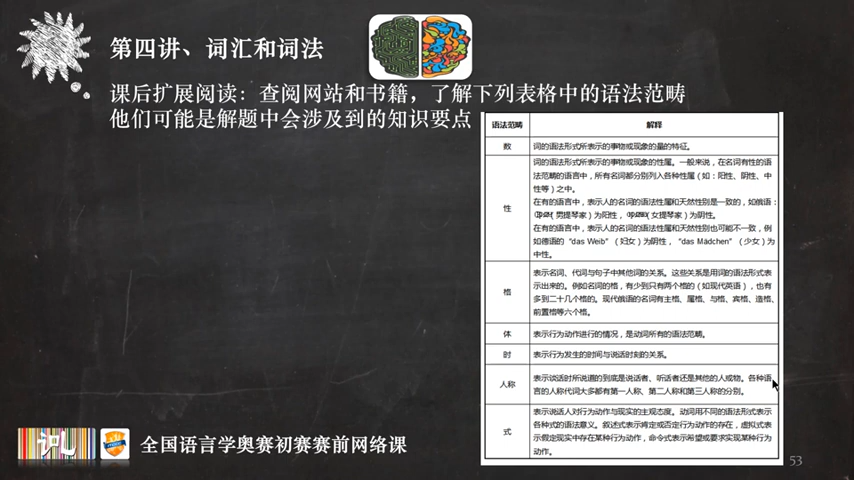 第四讲、词汇和词法
课后扩展阅读：查阅网站和书籍，了解下列表格中的语法范畴
他们可能是解题中会涉及到的知识要点
语法范畴 解释
数 词的语法形式所表示的事物或现象的量的特征。
词的语法形式所表示的事物或现象的性属。一般来说，在名词有性的语
法范畴的语言中，所有名词都分别列入各种性属（如：阳性、阴性、中
性等）之中。
在有的语言中，表示人的名词的语法性属和天然性别是一致的，如俄语：
性
（男提琴家）为阳性， （女提琴家）为阴性。
在有的语言中，表示人的名词的语法性属和天然性别也可能不一致，例
如德语的“das Weib”（妇女）为阴性，“das Mädchen”（少女）为
中性。
表示名词、代词与句子中其他词的关系。这些关系是用词的语法形式表
示出来的。例如名词的格，有少到只有两个格的（如现代英语），也有
格
多到二十几个格的。现代俄语的名词有主格、属格、与格、宾格、造格、
前置格等六个格。
体 表示行为动作进行的情况，是动词所有的语法范畴。
时 表示行为发生的时间与说话时刻的关系。
人称
表示谈话时所说道的到底是说话者、听话者还是其他的人或物。各种语
言的人称代词大多都有第一人称、第二人称和第三人称的分别。
表示说话人对行为动作与现实的主观态度。动词用不同的语法形式表示
各种式的语法意义。叙述式表示肯定或否定行为动作的存在，虚拟式表
式
示假定现实中存在某种行为动作，命令式表示希望或要求实现某种行为
动作。
全国语言学奥赛初赛赛前网络课
53